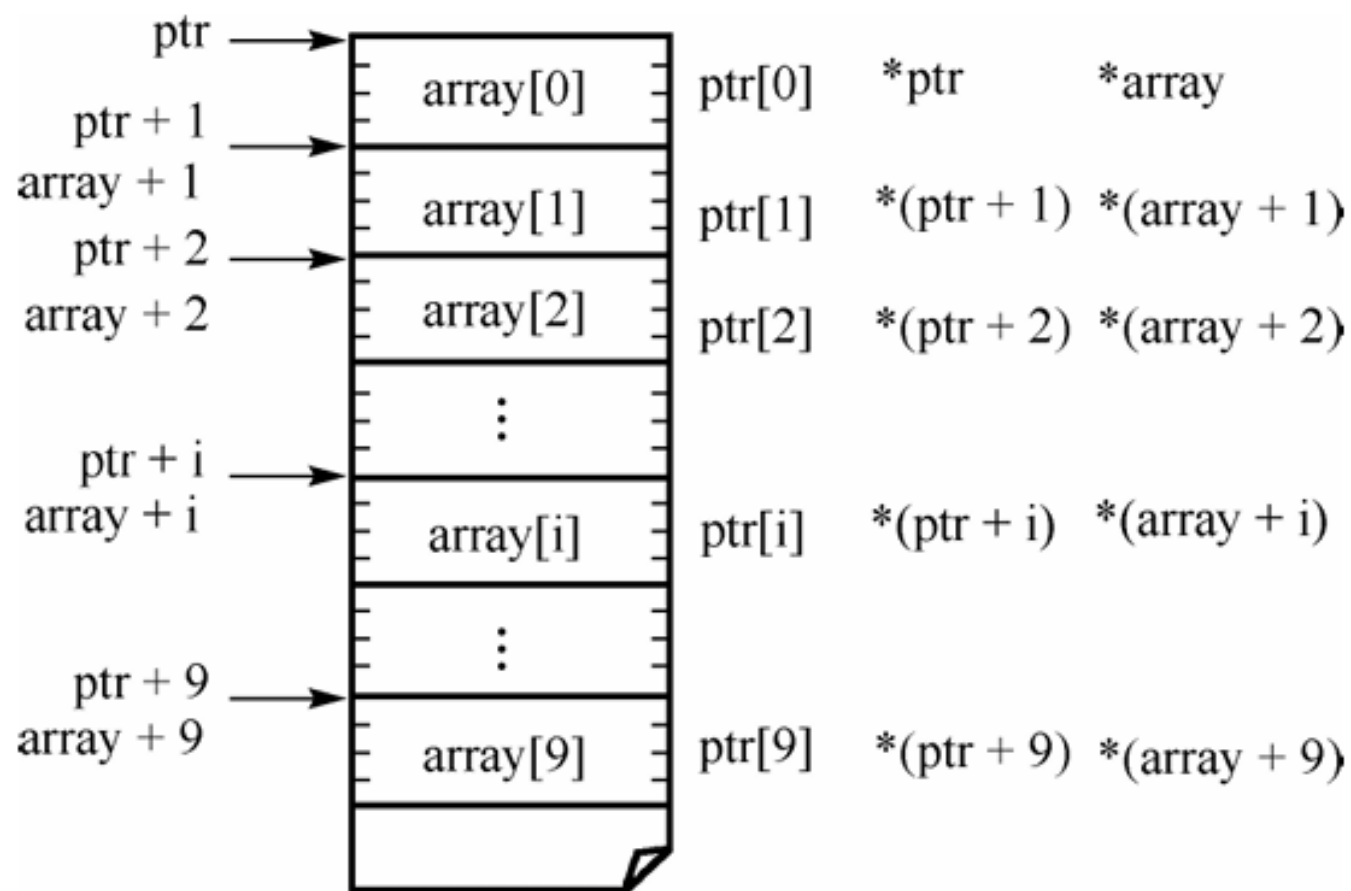 ptr
array[0] ptr[0] *ptr *array
ptr + 1
array + 1
array[1] ptr[1] *(ptr + 1) *(array + 1)
ptr + 2
array + 2
array[2] ptr[2] *(ptr + 2) *(array + 2)
⋮
ptr + i
array + i
array[i] ptr[i] *(ptr + i) *(array + i)
⋮
ptr + 9
array + 9
array[9] ptr[9] *(ptr + 9) *(array + 9)